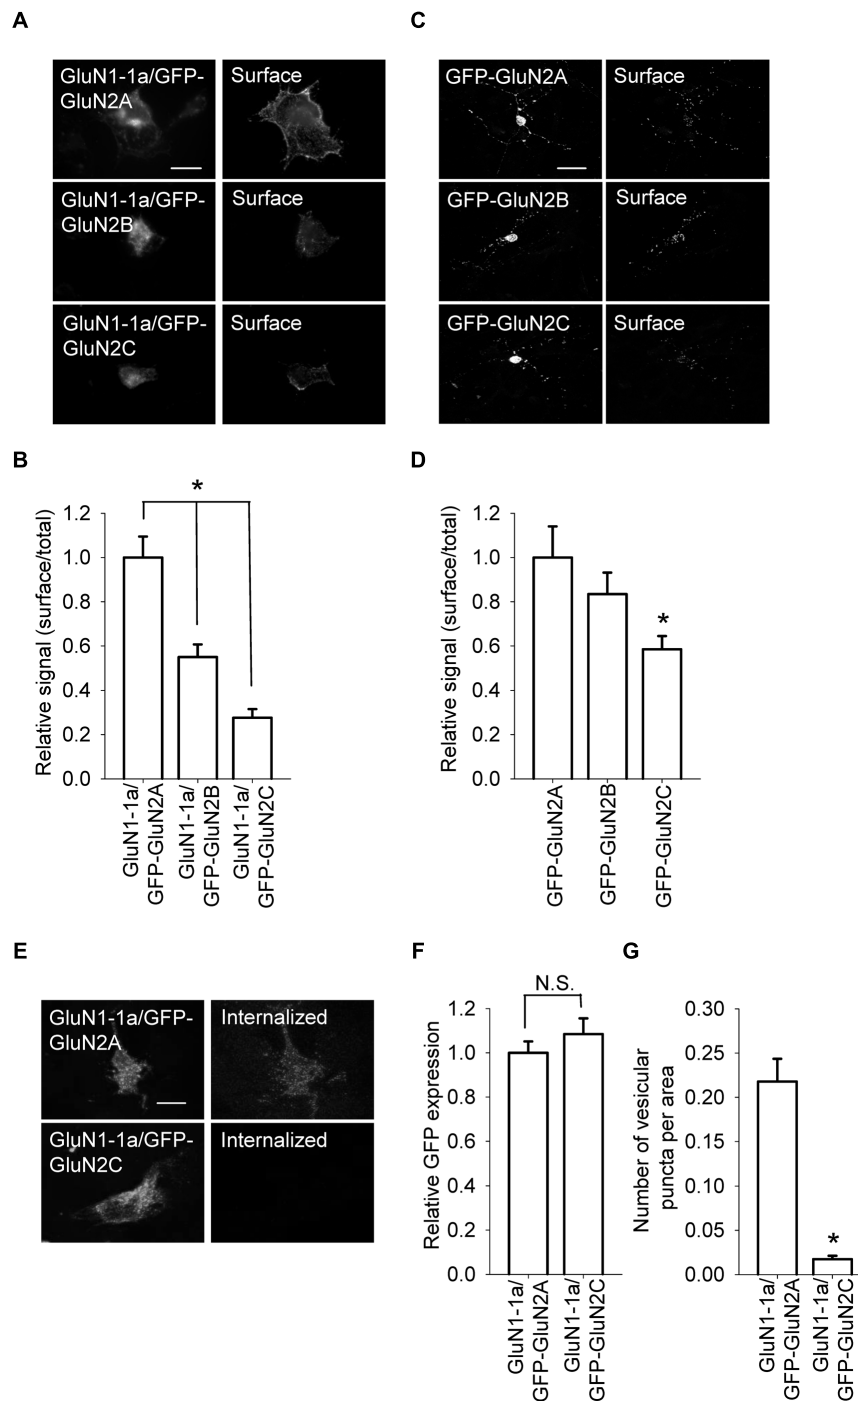 A
GluN1-1a/GFP-
GluN2A
Surface
GluN1-1a/GFP-
GluN2B
Surface
GluN1-1a/GFP-
GluN2C
Surface
C
GFP-GluN2A
Surface
GFP-GluN2B
Surface
GFP-GluN2C
Surface
B
*
Relative signal (surface/total)
1.2
1.0
0.8
0.6
0.4
0.2
0.0
GluN1-1a/
GFP-GluN2A
GluN1-1a/
GFP-GluN2B
GluN1-1a/
GFP-GluN2C
D
Relative signal (surface/total)
1.2
1.0
0.8
0.6
0.4
0.2
0.0
*
GFP-GluN2A
GFP-GluN2B
GFP-GluN2C
E
GluN1-1a/GFP-
GluN2A
Internalized
GluN1-1a/GFP-
GluN2C
Internalized
F
N.S.
Relative GFP expression
1.2
1.0
0.8
0.6
0.4
0.2
0.0
GluN1-1a/
GFP-GluN2A
GluN1-1a/
GFP-GluN2C
G
Number of vesicular
puncta per area
0.30
0.25
0.20
0.15
0.10
0.05
0.00
*
GluN1-1a/
GFP-GluN2A
GluN1-1a/
GFP-GluN2C